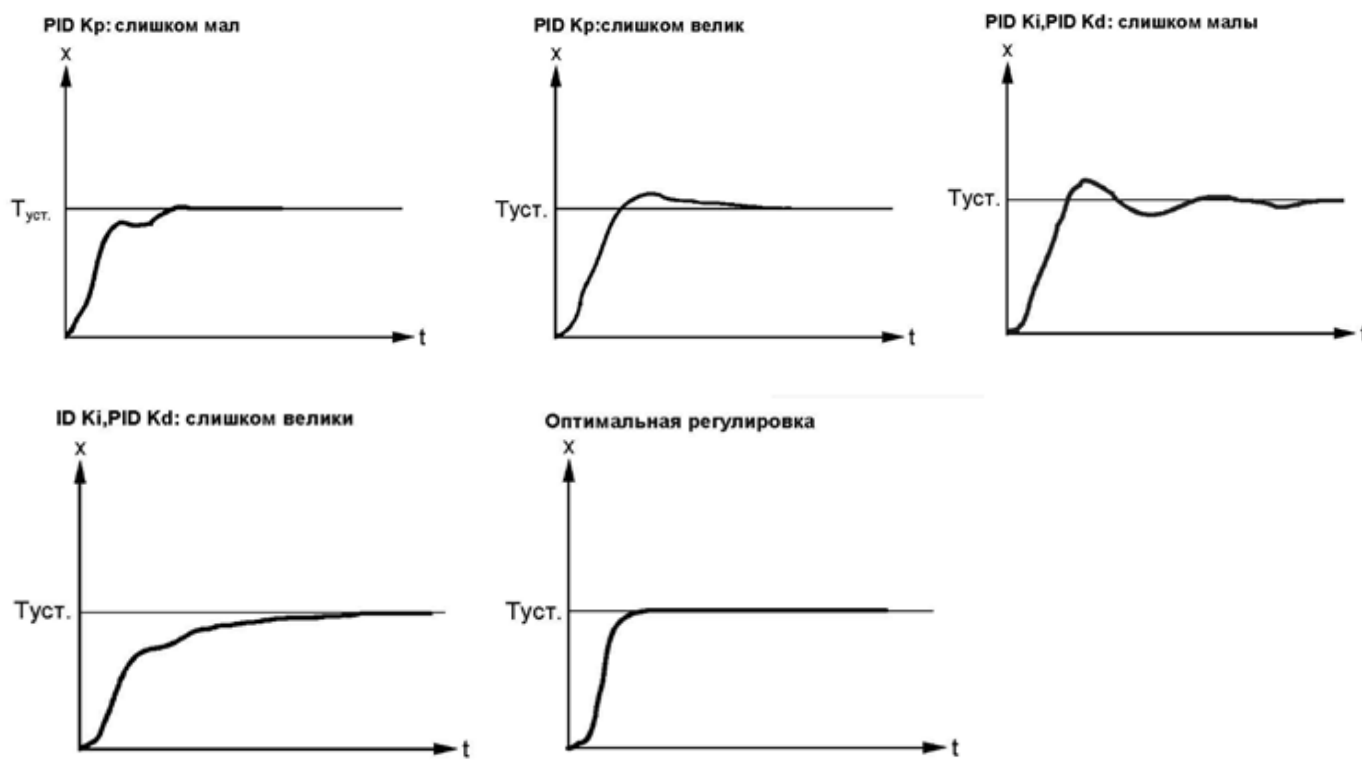 PID Kp: слишком мал
x
Tуст.
t
PID Kp:слишком велик
x
Туст.
t
PID Ki,PID Kd: слишком малы
x
Туст.
t
ID Ki,PID Kd: слишком велики
x
Туст.
t
Оптимальная регулировка
x
Туст.
t